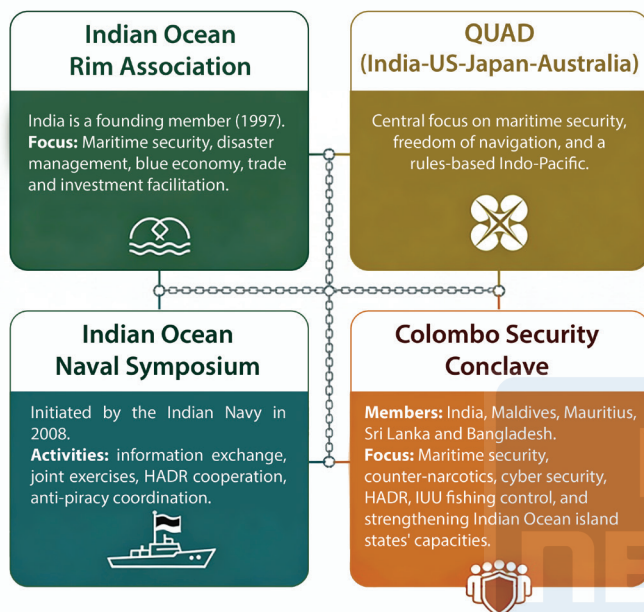 Indian Ocean
Rim Association
India is a founding member (1997).
Focus: Maritime security, disaster
management, blue economy, trade
and investment facilitation.
QUAD
(India-US-Japan-Australia)
Central focus on maritime security,
freedom of navigation, and a
rules-based Indo-Pacific.
Indian Ocean
Naval Symposium
Initiated by the Indian Navy in
2008.
Activities: information exchange,
joint exercises, HADR cooperation,
anti-piracy coordination.
Colombo Security
Conclave
Members: India, Maldives, Mauritius,
Sri Lanka and Bangladesh.
Focus: Maritime security,
counter-narcotics, cyber security,
HADR, IUU fishing control, and
strengthening Indian Ocean island
states' capacities.